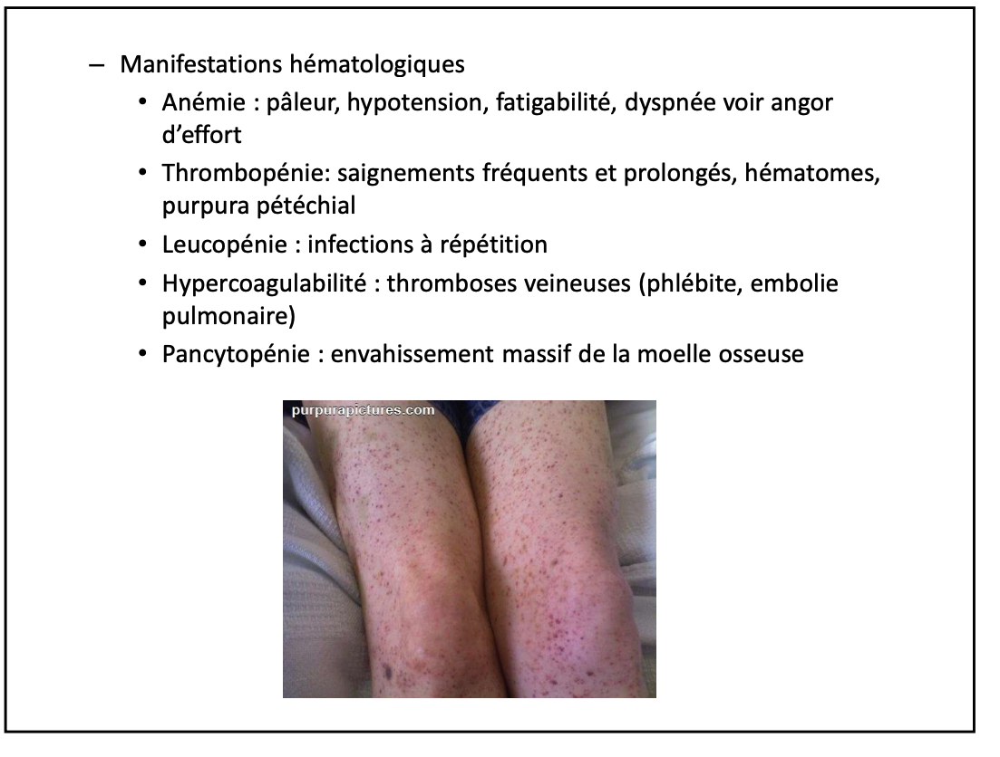 – Manifestations hématologiques
• Anémie : pâleur, hypotension, fatigabilité, dyspnée voir angor
d’effort
• Thrombopénie: saignements fréquents et prolongés, hématomes,
purpura pétéchial
• Leucopénie : infections à répétition
• Hypercoagulabilité : thromboses veineuses (phlébite, embolie
pulmonaire)
• Pancytopénie : envahissement massif de la moelle osseuse
purpurapictures.com